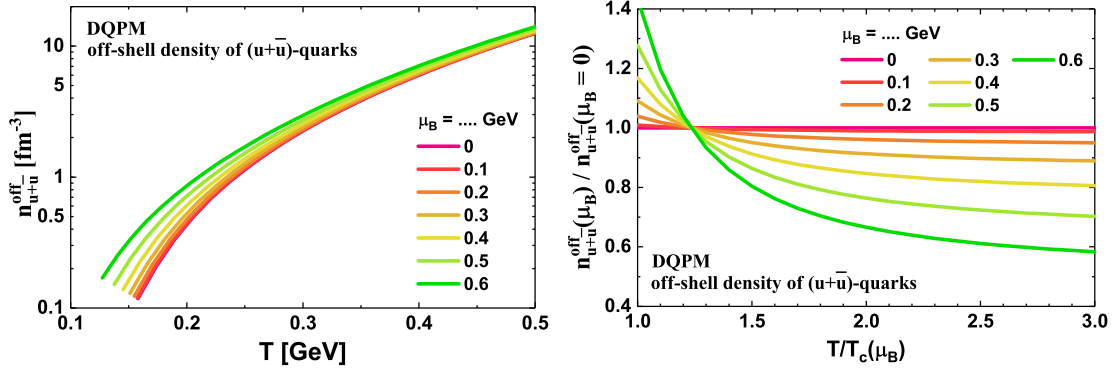 DQPM
off-shell density of (u+ū)-quarks
μ_B = .... GeV
0
0.1
0.2
0.3
0.4
0.5
0.6
10
5
1
0.5
0.1
n^off_u+ū [fm⁻³]
0.1 0.2 0.3 0.4 0.5
T [GeV]
μ_B = .... GeV
0 0.3 0.6
0.1 0.4
0.2 0.5
1.4
1.2
1.0
0.8
0.6
0.4
n^off_u+ū(μ_B) / n^off_u+ū(μ_B = 0)
DQPM
off-shell density of (u+ū)-quarks
1.0 1.5 2.0 2.5 3.0
T/T_c(μ_B)